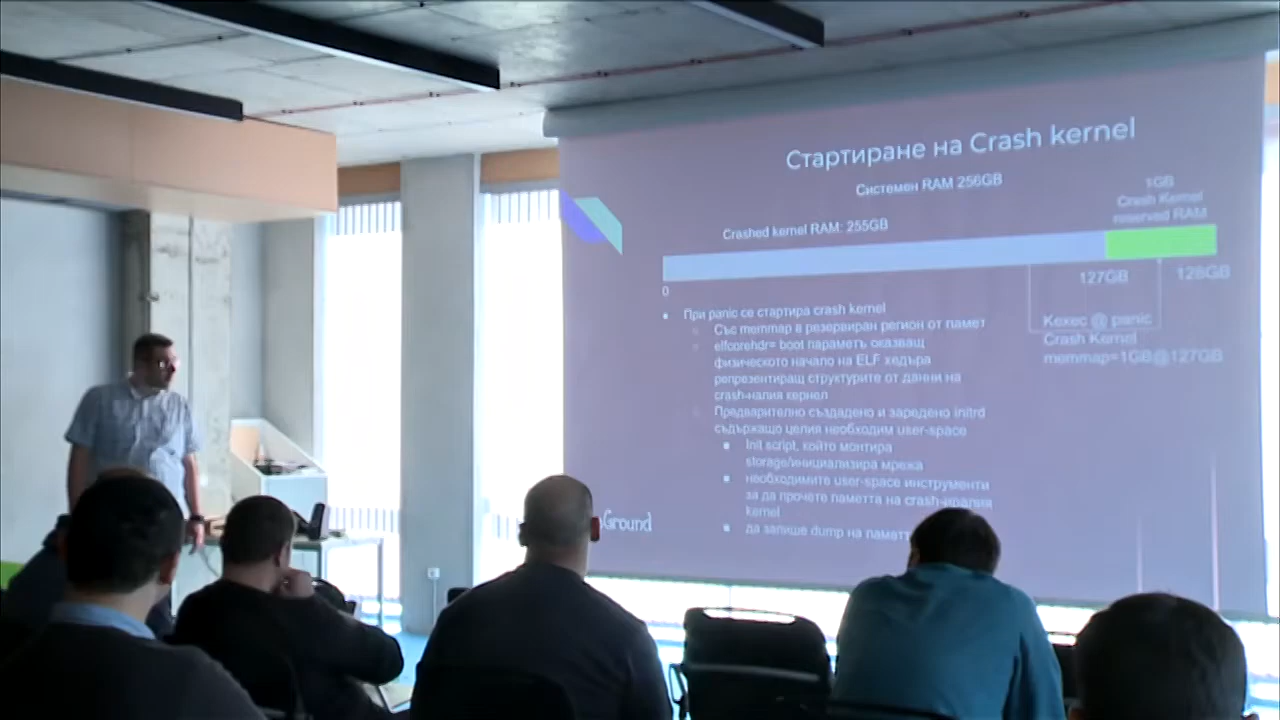 Стартиране на Crash kernel
Системен RAM 256GB
1GB
Crash Kernel
reserved RAM
Crashed kernel RAM: 255GB
0
127GB
128GB
Kexec @ panic
Crash Kernel
memmap=1GB@127GB
При panic се стартира crash kernel
Със memmap в резервиран регион от памет
elfcorehdr= boot параметъ оказващ
физическото начало на ELF хедъра
репрезентиращ структурите от данни на
crash-налия кернел
Предварително създадено и заредено initrd
съдържащо целия необходим user-space
Init script, който монтира
storage/инициализира мрежа
необходимите user-space инструменти
за да прочете паметта на crash-иралия
kernel
да запише dump на
Ground